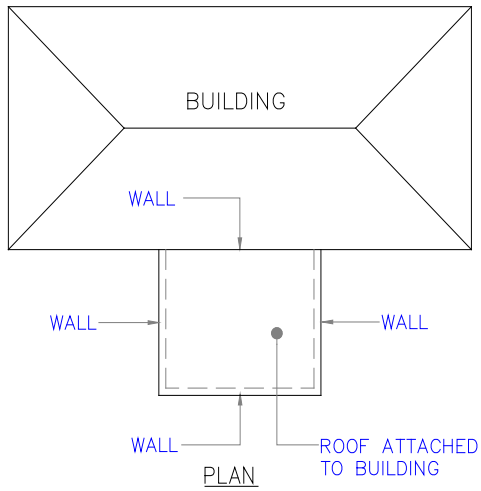 BUILDING
WALL
WALL
WALL
WALL
ROOF ATTACHED
TO BUILDING
PLAN